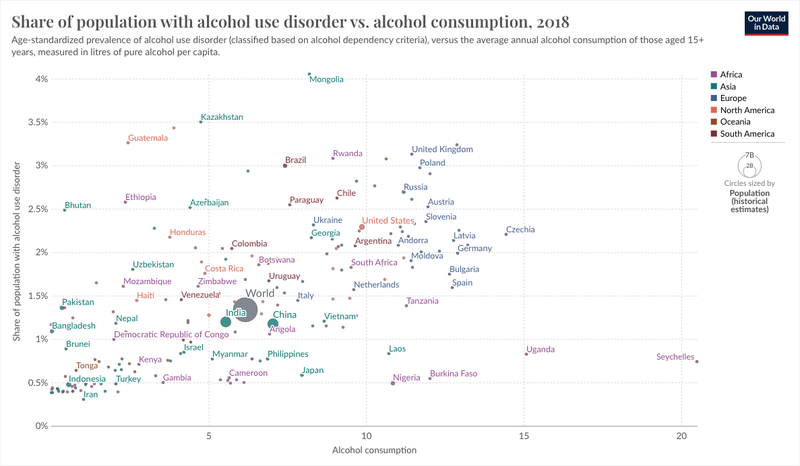 Share of population with alcohol use disorder vs. alcohol consumption, 2018
Our World
in Data
Age-standardized prevalence of alcohol use disorder (classified based on alcohol dependency criteria), versus the average annual alcohol consumption of those aged 15+
years, measured in litres of pure alcohol per capita.
Share of population with alcohol use disorder
4%
3.5%
3%
2.5%
2%
1.5%
1%
0.5%
0%
Mongolia
Kazakhstan
Guatemala
United Kingdom
Rwanda
Brazil
Poland
Russia
Chile
Ethiopia
Paraguay
Bhutan
Azerbaijan
Austria
Slovenia
Ukraine
United States
Czechia
Honduras
Georgia
Latvia
Colombia
Argentina
Andorra
Germany
Botswana
Moldova
Uzbekistan
Costa Rica
South Africa
Bulgaria
Mozambique
Zimbabwe
Uruguay
Netherlands
Spain
Haiti
Venezuela
World
Italy
Tanzania
Pakistan
India
China
Vietnam
Nepal
Bangladesh
Democratic Republic of Congo
Angola
Brunei
Israel
Laos
Uganda
Kenya
Myanmar
Philippines
Seychelles
Tonga
Indonesia
Turkey
Gambia
Cameroon
Japan
Nigeria
Burkina Faso
Iran
5
10
15
20
Alcohol consumption
Africa
Asia
Europe
North America
Oceania
South America
7B
2B
Circles sized by
Population
(historical
estimates)